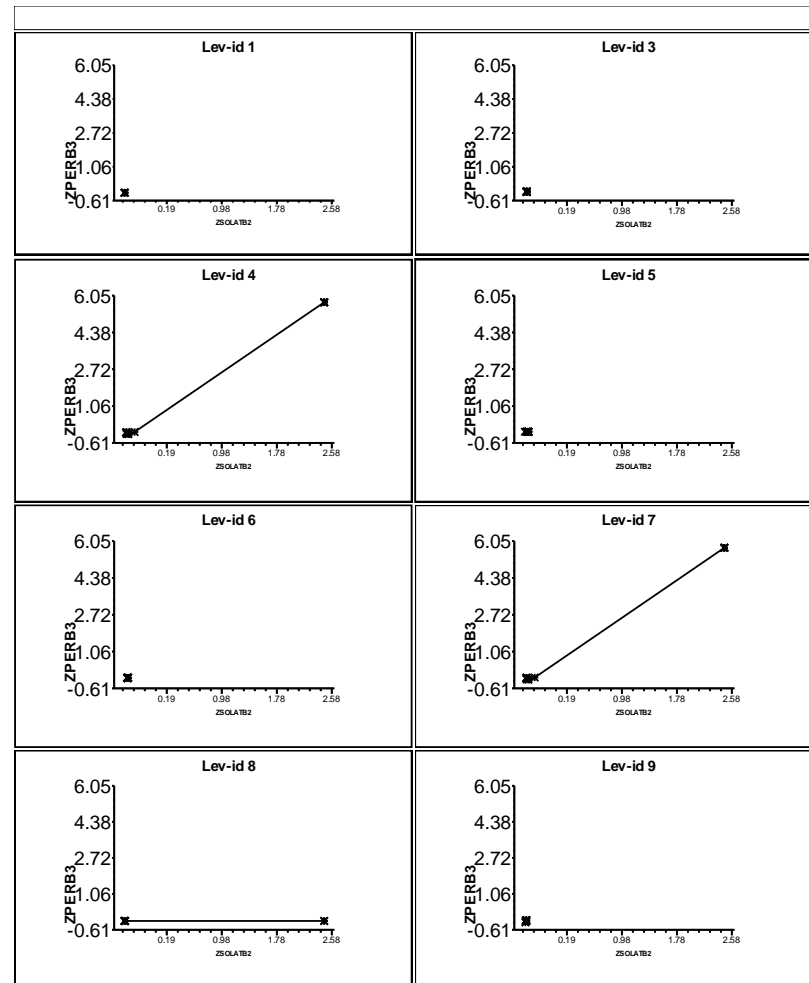 Lev-id 1
6.05
4.38
2.72
1.06
-0.61
ZPERB3
0.19 0.98 1.78 2.58
ZSOLATB2
Lev-id 3
6.05
4.38
2.72
1.06
-0.61
ZPERB3
0.19 0.98 1.78 2.58
ZSOLATB2
Lev-id 4
6.05
4.38
2.72
1.06
-0.61
ZPERB3
0.19 0.98 1.78 2.58
ZSOLATB2
Lev-id 5
6.05
4.38
2.72
1.06
-0.61
ZPERB3
0.19 0.98 1.78 2.58
ZSOLATB2
Lev-id 6
6.05
4.38
2.72
1.06
-0.61
ZPERB3
0.19 0.98 1.78 2.58
ZSOLATB2
Lev-id 7
6.05
4.38
2.72
1.06
-0.61
ZPERB3
0.19 0.98 1.78 2.58
ZSOLATB2
Lev-id 8
6.05
4.38
2.72
1.06
-0.61
ZPERB3
0.19 0.98 1.78 2.58
ZSOLATB2
Lev-id 9
6.05
4.38
2.72
1.06
-0.61
ZPERB3
0.19 0.98 1.78 2.58
ZSOLATB2